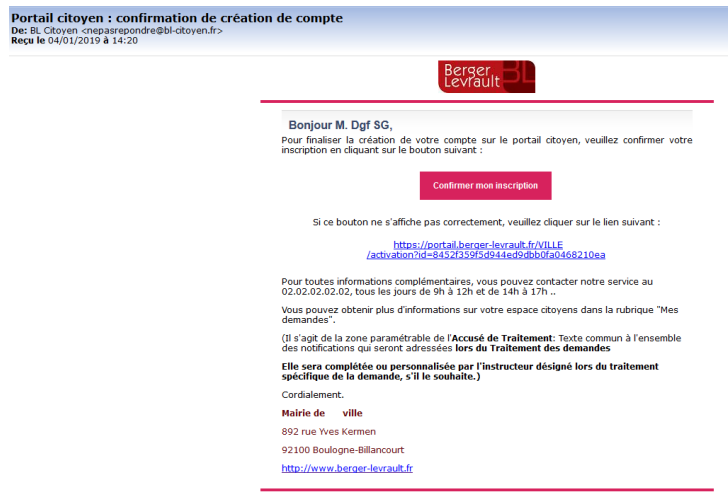 Portail citoyen : confirmation de création de compte
De: BL Citoyen <nepasrepondre@bl-citoyen.fr>
Reçu le 04/01/2019 à 14:20
Berger
Levrault
BL
Bonjour M. Dgf SG,
Pour finaliser la création de votre compte sur le portail citoyen, veuillez confirmer votre
inscription en cliquant sur le bouton suivant :
Confirmer mon inscription
Si ce bouton ne s'affiche pas correctement, veuillez cliquer sur le lien suivant :
https://portail.berger-levrault.fr/VILLE
/activation?id=8452f359f5d944ed9dbb0fa0468210ea
Pour toutes informations complémentaires, vous pouvez contacter notre service au
02.02.02.02.02, tous les jours de 9h à 12h et de 14h à 17h ..
Vous pouvez obtenir plus d'informations sur votre espace citoyens dans la rubrique "Mes
demandes".
(Il s'agit de la zone paramétrable de l'Accusé de Traitement: Texte commun à l'ensemble
des notifications qui seront adressées lors du Traitement des demandes
Elle sera complétée ou personnalisée par l'instructeur désigné lors du traitement
spécifique de la demande, s'il le souhaite.)
Cordialement.
Mairie de ville
892 rue Yves Kermen
92100 Boulogne-Billancourt
http://www.berger-levrault.fr